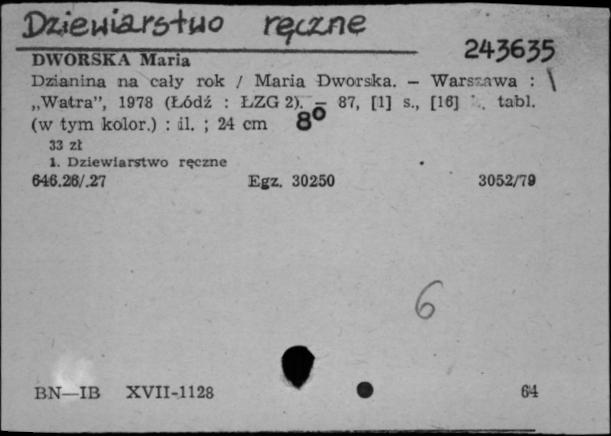 Dziewiarstwo ręczne
243635
DWORSKA Maria
Dzianina na cały rok / Maria Dworska. — Warszawa :
„Watra”, 1978 (Łódź : ŁZG 2). — 87, [1] s., [16] s. tabl.
(w tym kolor.) : il. ; 24 cm 8°
33 zł
1. Dziewiarstwo ręczne
646.26/.27 Egz. 30250 3052/79
6
BN—IB XVII-1128 64